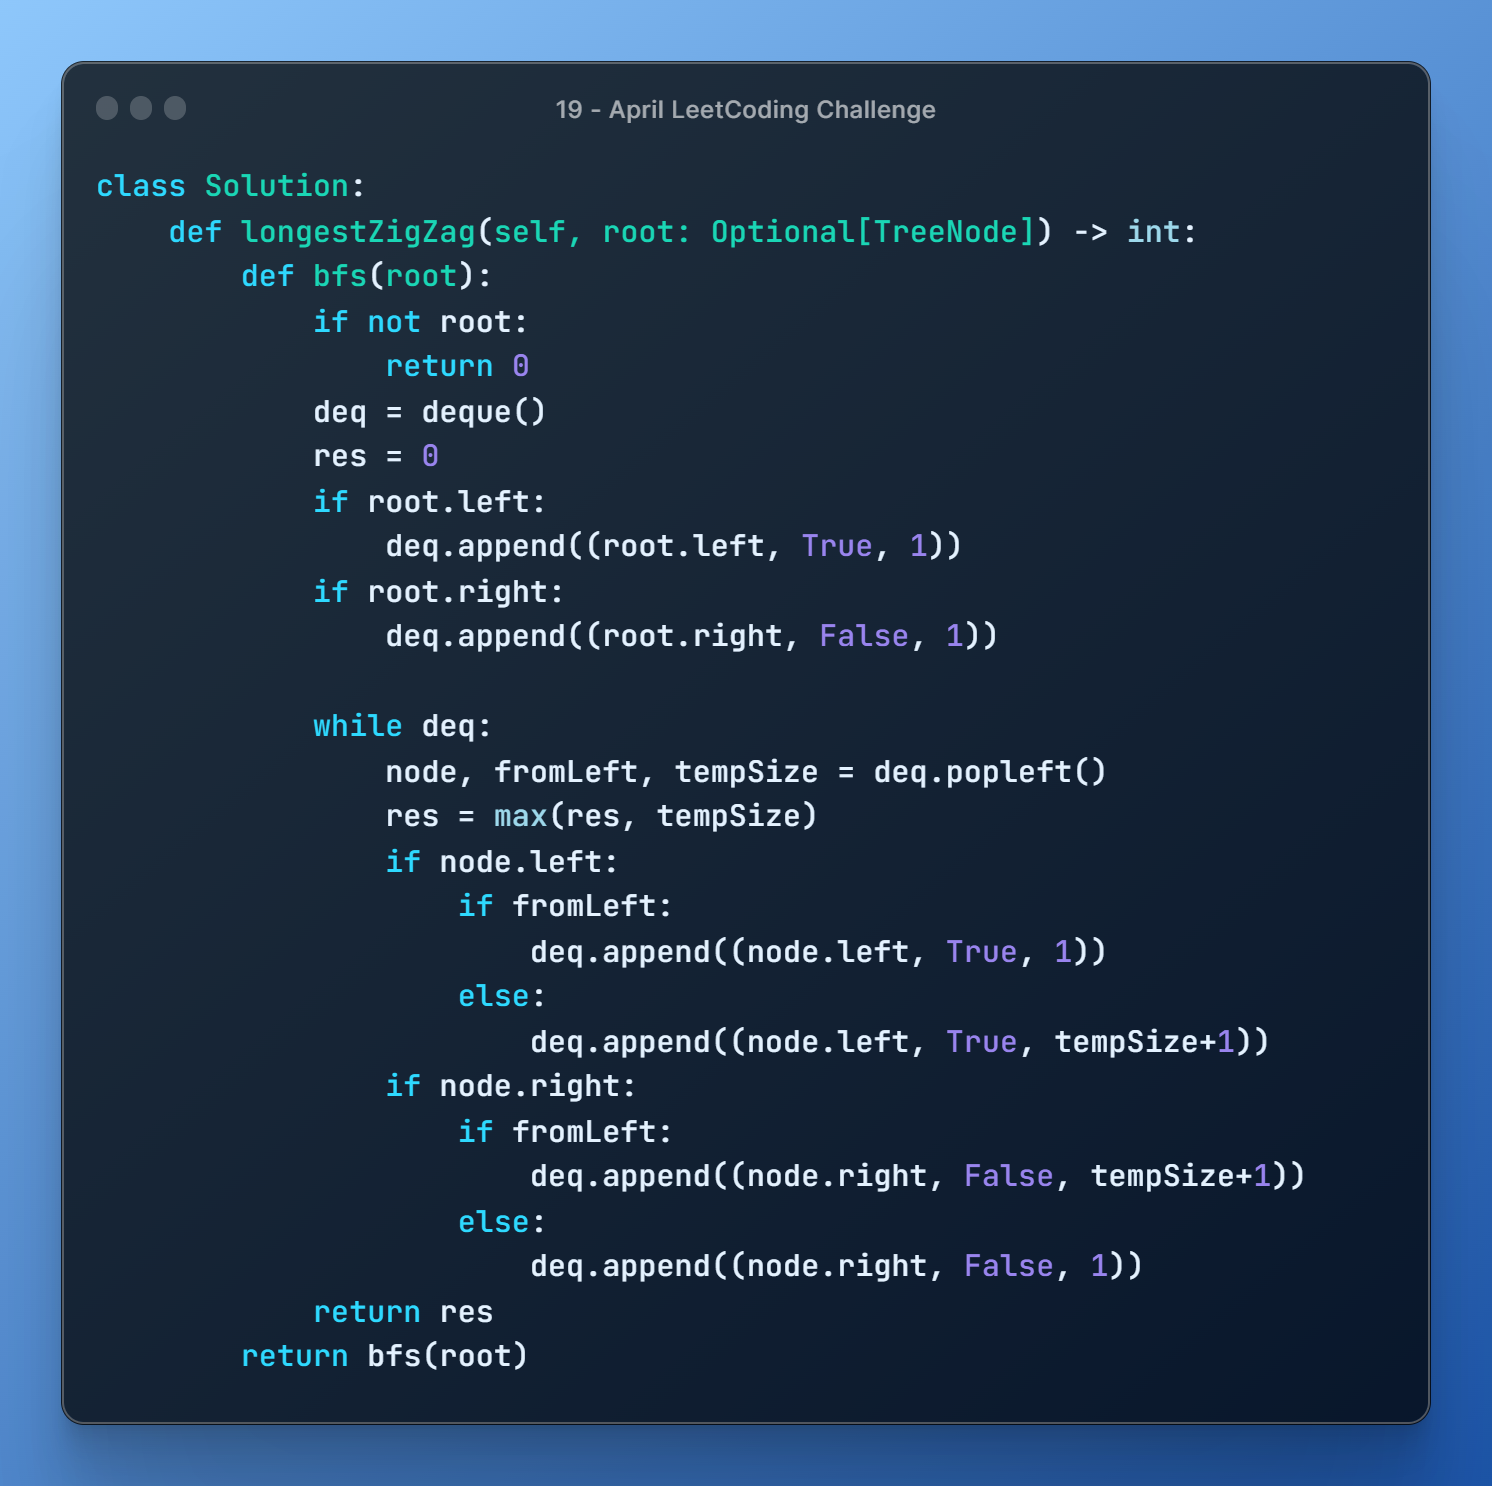 19 - April LeetCoding Challenge
class Solution:
    def longestZigZag(self, root: Optional[TreeNode]) -> int:
        def bfs(root):
            if not root:
                return 0
            deq = deque()
            res = 0
            if root.left:
                deq.append((root.left, True, 1))
            if root.right:
                deq.append((root.right, False, 1))

            while deq:
                node, fromLeft, tempSize = deq.popleft()
                res = max(res, tempSize)
                if node.left:
                    if fromLeft:
                        deq.append((node.left, True, 1))
                    else:
                        deq.append((node.left, True, tempSize+1))
                if node.right:
                    if fromLeft:
                        deq.append((node.right, False, tempSize+1))
                    else:
                        deq.append((node.right, False, 1))
            return res
        return bfs(root)